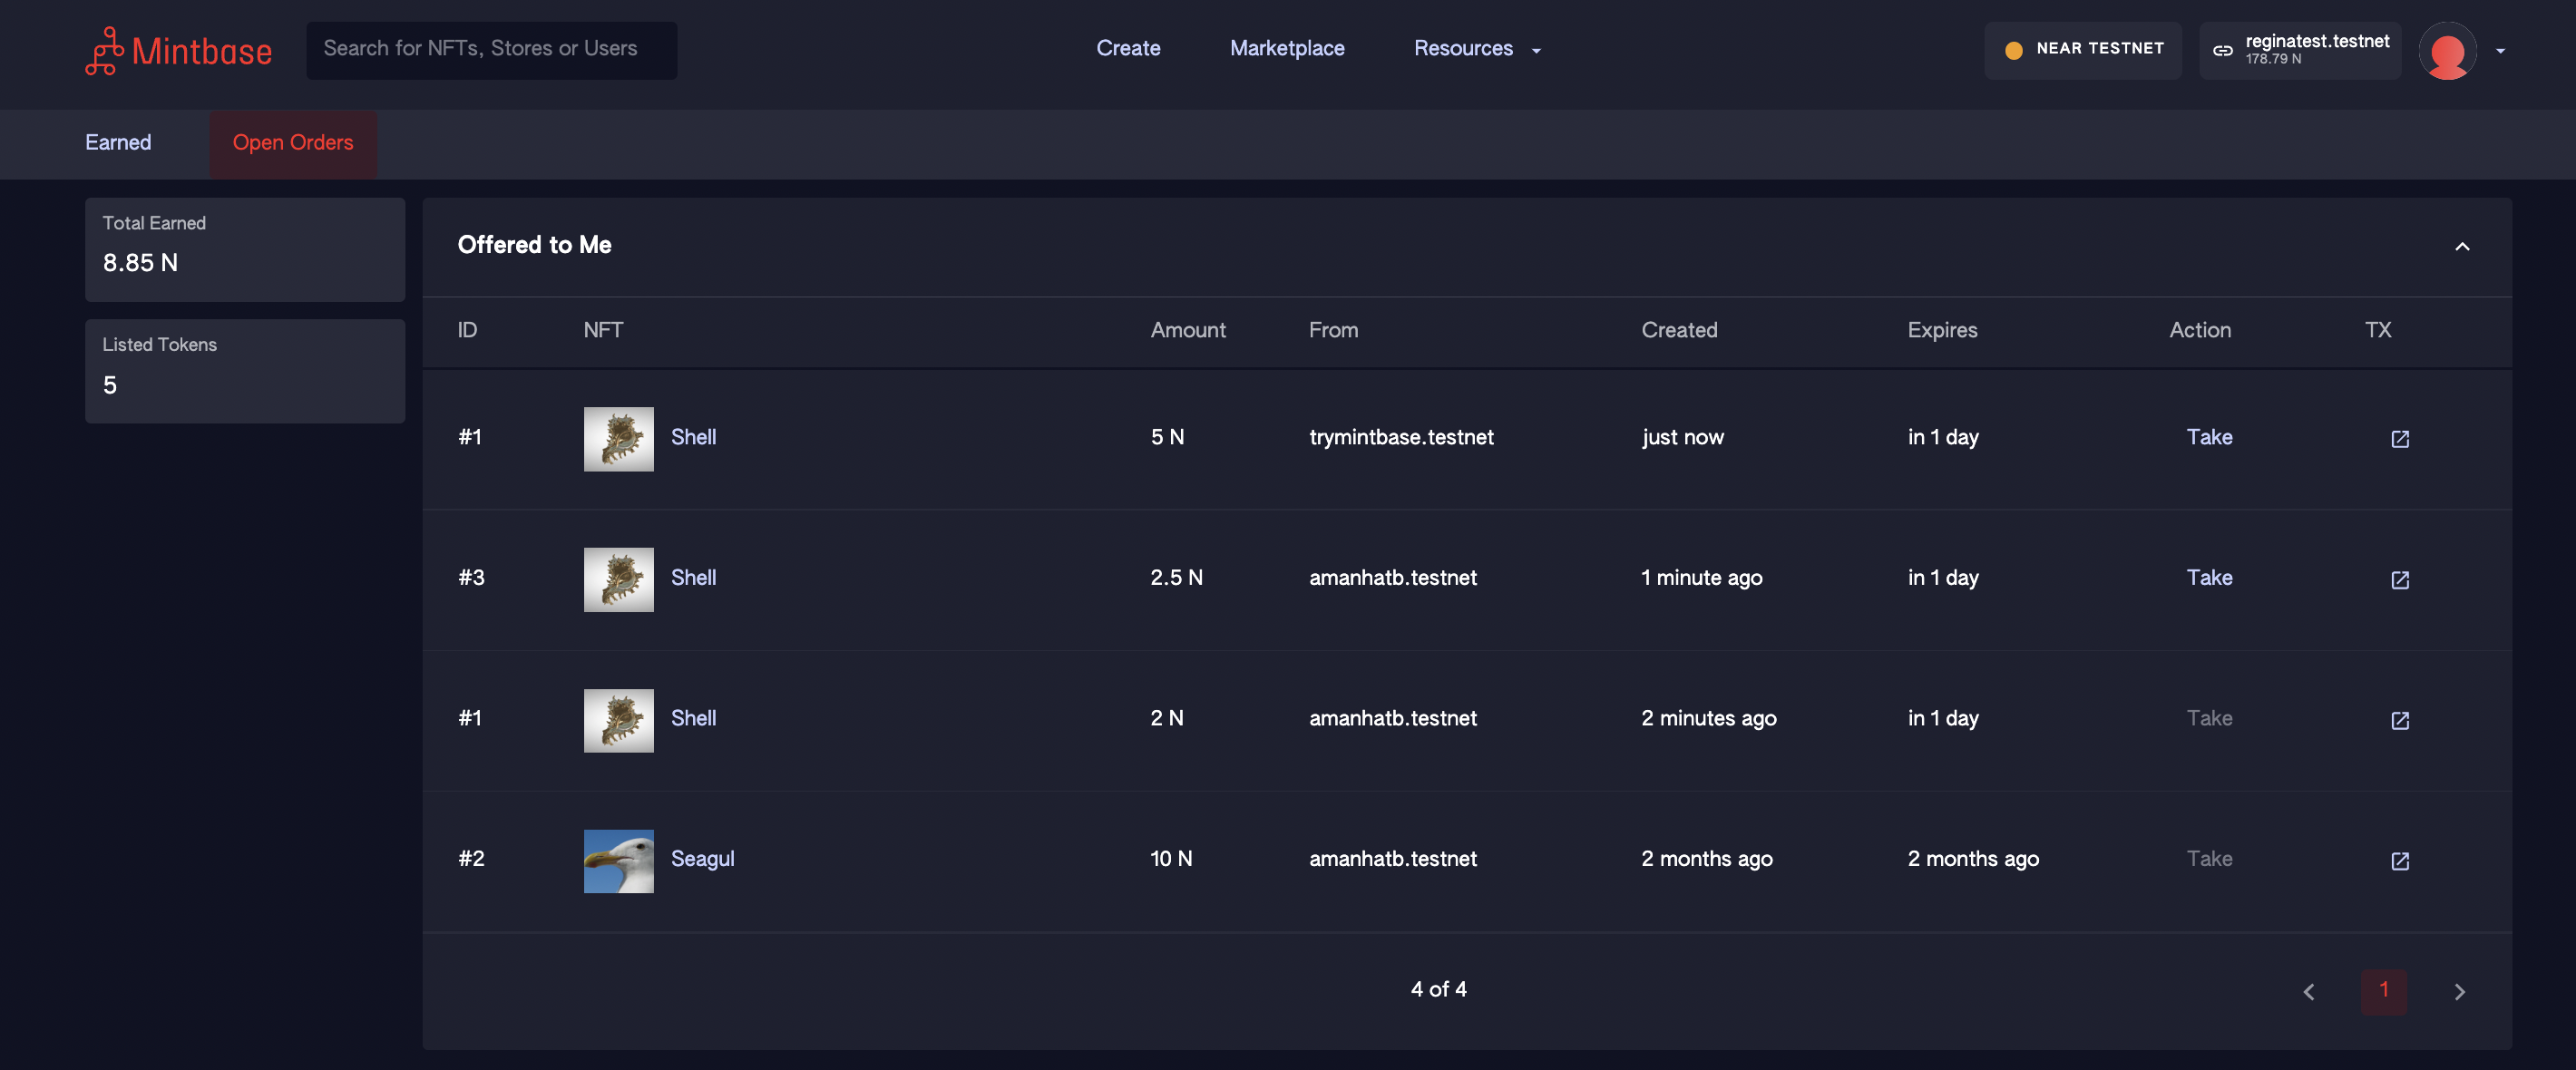 Mintbase
Search for NFTs, Stores or Users
Create
Marketplace
Resources
NEAR TESTNET
reginatest.testnet
178.79 N
Earned
Open Orders
Total Earned
8.85 N
Listed Tokens
5
Offered to Me
ID NFT Amount From Created Expires Action TX
#1 Shell 5 N trymintbase.testnet just now in 1 day Take
#3 Shell 2.5 N amanhatb.testnet 1 minute ago in 1 day Take
#1 Shell 2 N amanhatb.testnet 2 minutes ago in 1 day Take
#2 Seagul 10 N amanhatb.testnet 2 months ago 2 months ago Take
4 of 4
1